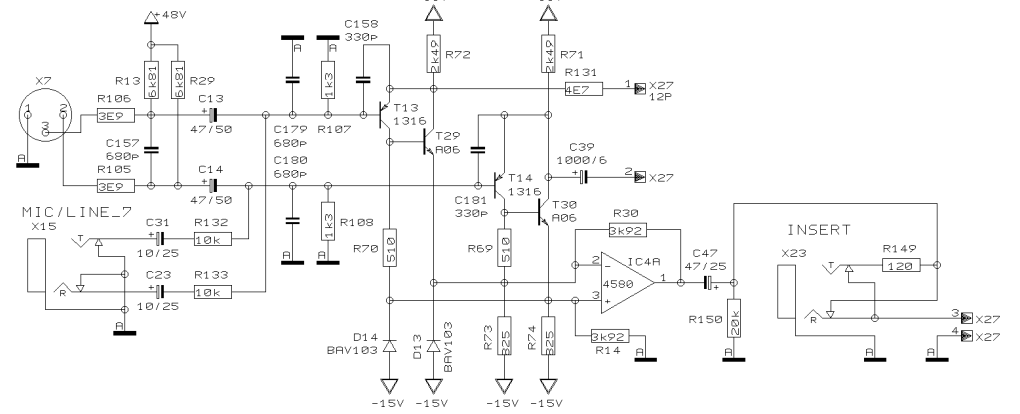 +48V
C158
330p
R72
2k49
R71
2k49
X7
R13
6k81
R29
6k81
A
A
R131
4E7
1
X27
12P
1
2
3
R106
3E9
C13
47/50
1k3
T13
1316
C157
680p
C179
680p
R107
T29
A06
C39
1000/6
R105
3E9
C14
47/50
C180
680p
T14
1316
2
X27
A
C181
330p
T30
A06
MIC/LINE_7
X15
C31
10/25
R132
10k
1k3
R108
R30
3k92
INSERT
T
R70
510
R69
510
A
A
IC4A
4580
2
3
1
C47
47/25
X23
R149
120
T
C23
10/25
R133
10k
R
R150
20k
R
3
X27
4
X27
A
D14
BAV103
D13
BAV103
R73
825
R74
825
3k92
R14
A
A
A
A
-15V
-15V
-15V
-15V